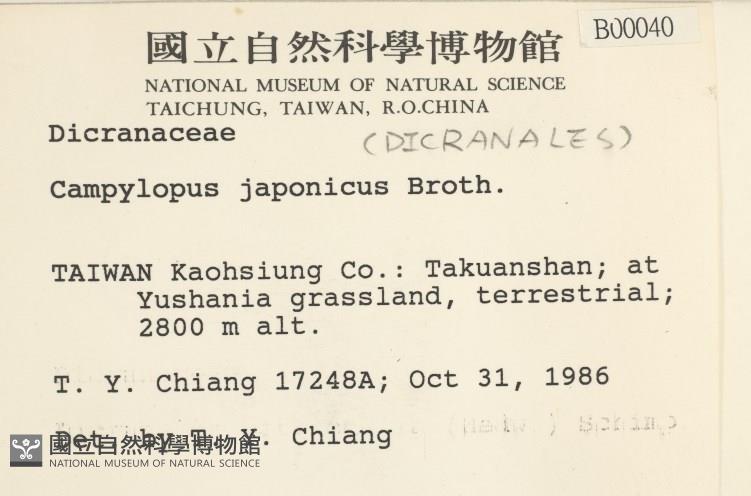 B00040
國立自然科學博物館
NATIONAL MUSEUM OF NATURAL SCIENCE
TAICHUNG, TAIWAN, R.O.CHINA
Dicranaceae
(DICRANALES)
Campylopus japonicus Broth.
TAIWAN Kaohsiung Co.: Takuanshan; at
Yushania grassland, terrestrial;
2800 m alt.
T. Y. Chiang 17248A; Oct 31, 1986
Det. by T. Y. Chiang
國立自然科學博物館
NATIONAL MUSEUM OF NATURAL SCIENCE